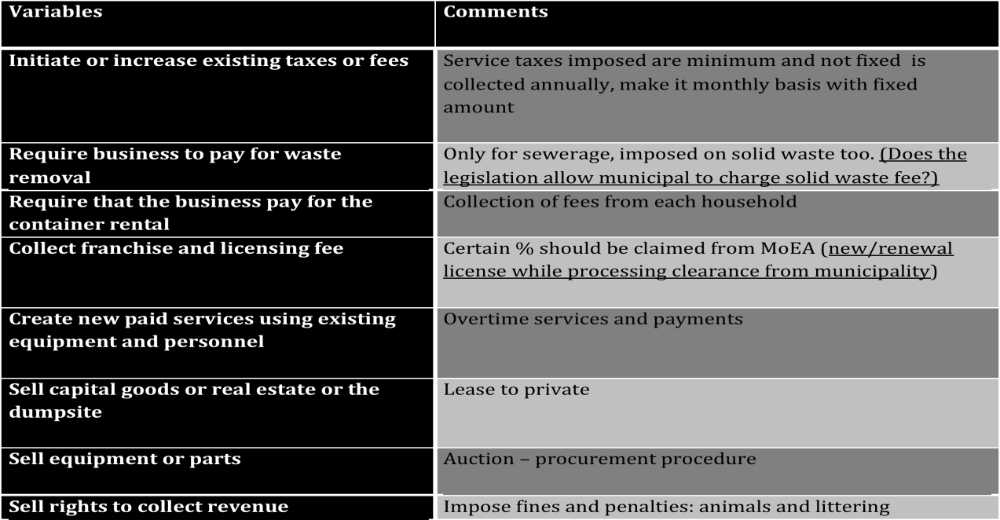 Variables
Comments
Initiate or increase existing taxes or fees
Service taxes imposed are minimum and not fixed  is
collected annually, make it monthly basis with fixed
amount
Require business to pay for waste
removal
Only for sewerage, imposed on solid waste too. (Does the
legislation allow municipal to charge solid waste fee?)
Require that the business pay for the
container rental
Collection of fees from each household
Collect franchise and licensing fee
Certain % should be claimed from MoEA (new/renewal
license while processing clearance from municipality)
Create new paid services using existing
equipment and personnel
Overtime services and payments
Sell capital goods or real estate or the
dumpsite
Lease to private
Sell equipment or parts
Auction – procurement procedure
Sell rights to collect revenue
Impose fines and penalties: animals and littering